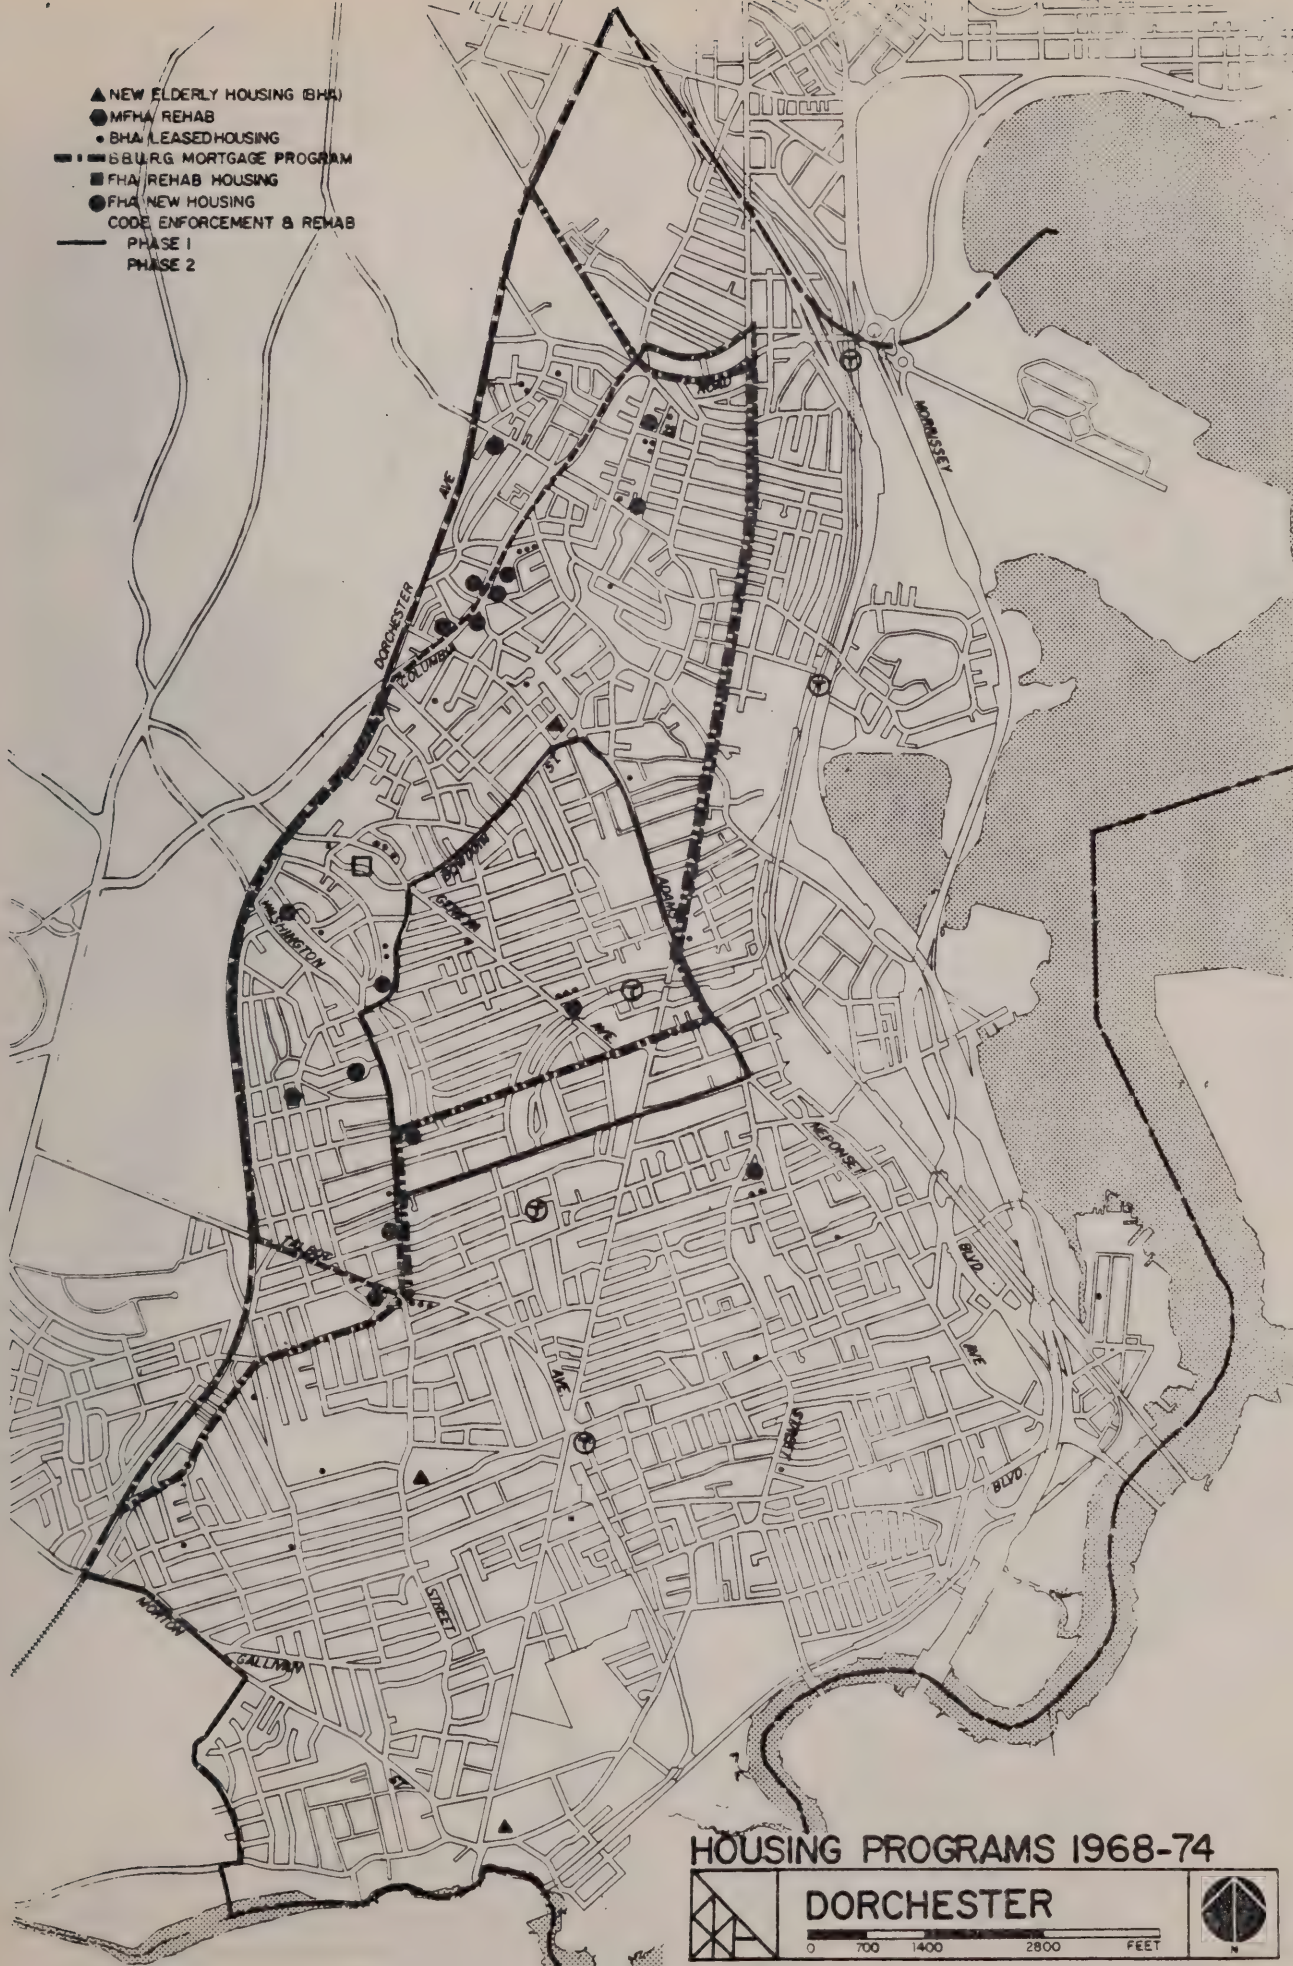 ▲ NEW ELDERLY HOUSING (BHA)
MFHA REHAB
• BHA LEASED HOUSING
B.B.U.R.G. MORTGAGE PROGRAM
■ FHA REHAB HOUSING
● FHA NEW HOUSING
CODE ENFORCEMENT & REHAB
PHASE 1
PHASE 2
ROAD
MORRISSEY
AVE
DORCHESTER
COLUMBIA
ST.
BOWDOIN
ADAMS
GENEVA
WASHINGTON
AVE.
NEPONSET
TALBOT
BLVD.
AVE
AVE.
STREET
BLVD.
STREET
MORTON
GALLIVAN
HOUSING PROGRAMS 1968-74
DORCHESTER
0 700 1400 2800 FEET
N